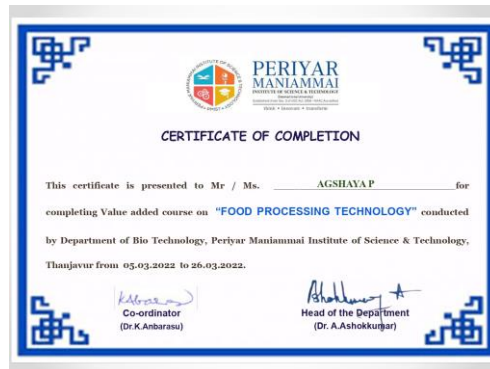 PERIYAR
MANIAMMAI
INSTITUTE OF SCIENCE & TECHNOLOGY
think • innovate • transform
CERTIFICATE OF COMPLETION
This certificate is presented to Mr / Ms. AGSHAYA P for
completing Value added course on "FOOD PROCESSING TECHNOLOGY" conducted
by Department of Bio Technology, Periyar Maniammai Institute of Science & Technology,
Thanjavur from 05.03.2022 to 26.03.2022.
Co-ordinator
(Dr.K.Anbarasu)
Head of the Department
(Dr. A.Ashokkumar)